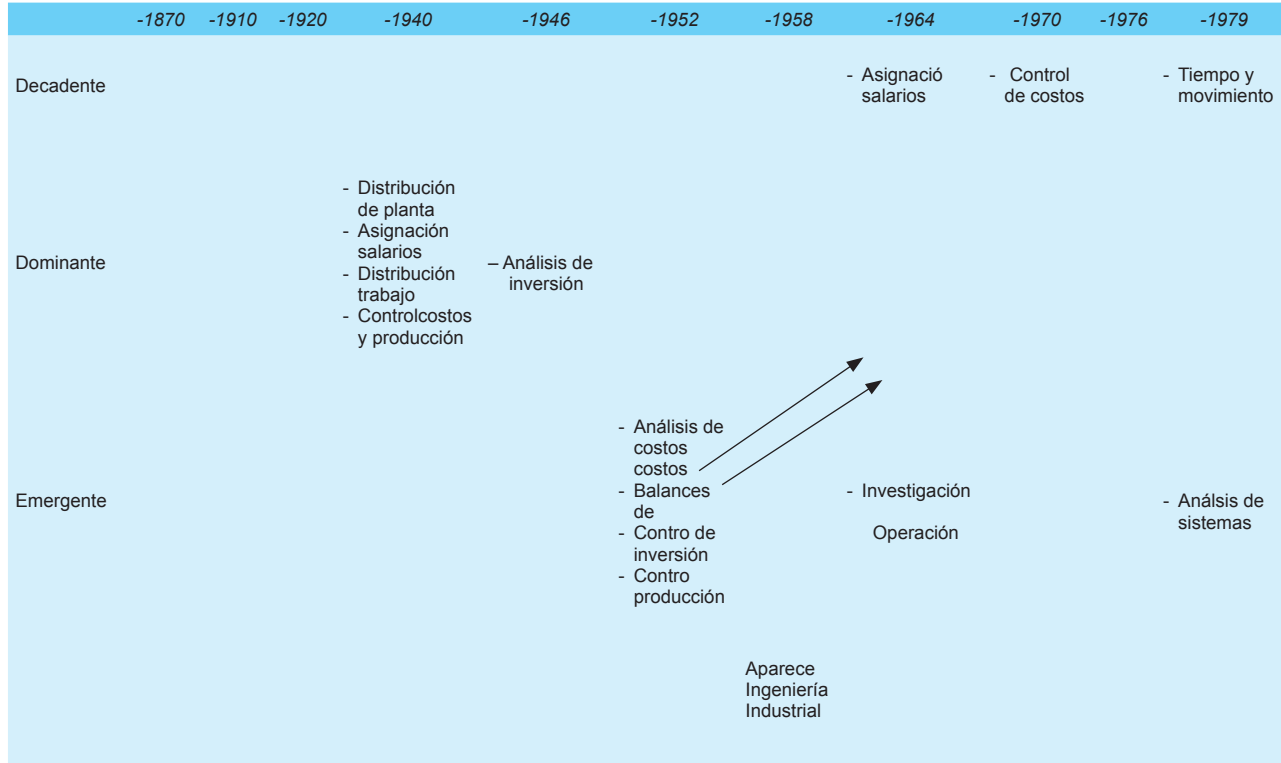 -1870 -1910 -1920 -1940 -1946 -1952 -1958 -1964 -1970 -1976 -1979
Decadente
- Asignació
salarios
- Control
de costos
- Tiempo y
movimiento
Dominante
- Distribución
de planta
- Asignación
salarios
- Distribución
trabajo
- Controlcostos
y producción
– Análisis de
inversión
Emergente
- Análisis de
costos
costos
- Balances
de
- Contro de
inversión
- Contro
producción
Aparece
Ingeniería
Industrial
- Investigación
Operación
- Análsis de
sistemas